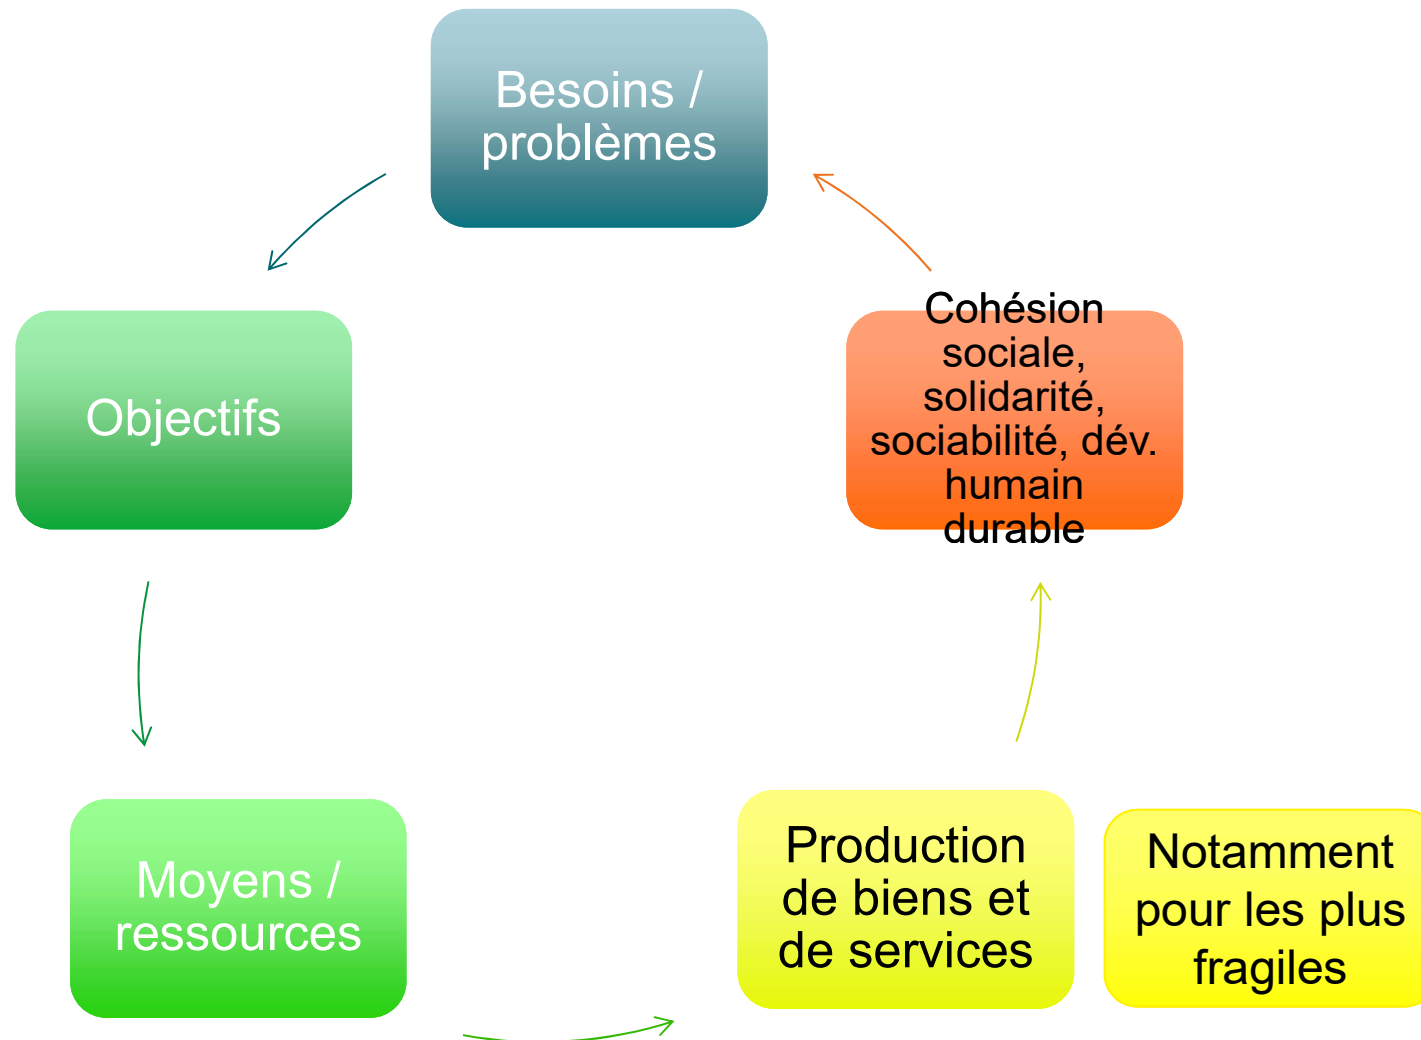 Besoins /
problèmes
Cohésion
sociale,
solidarité,
sociabilité, dév.
humain
durable
Objectifs
Moyens /
ressources
Production
de biens et
de services
Notamment
pour les plus
fragiles